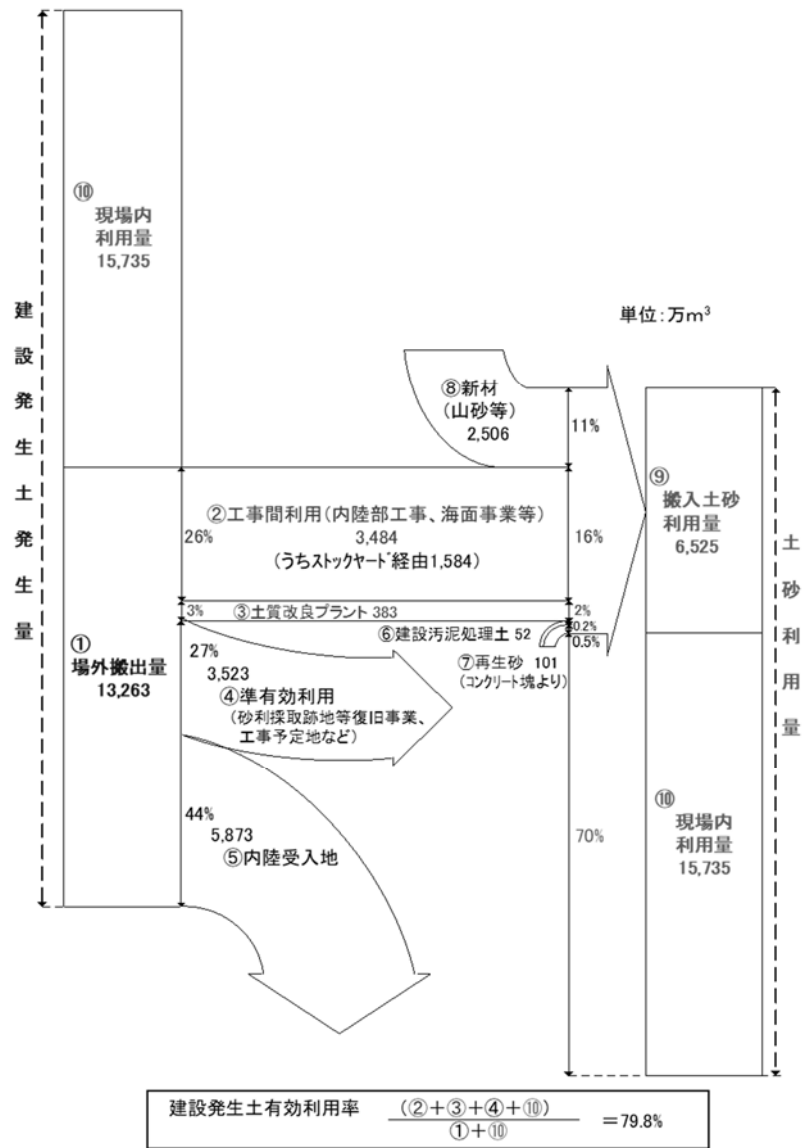 ⑩
現場内
利用量
15,735
建設発生土発生量
単位：万m³
⑧新材
(山砂等)
2,506
11%
⑨
搬入土砂
利用量
6,525
②工事間利用(内陸部工事、海面事業等)
3,484
(うちストックヤード経由1,584)
26%
16%
土砂利用量
3%
③土質改良プラント 383
2%
⑥建設汚泥処理土 52
0.2%
0.5%
①
場外搬出量
13,263
27%
3,523
④準有効利用
(砂利採取跡地等復旧事業、
工事予定地など)
⑦再生砂 101
(コンクリート塊より)
44%
5,873
⑤内陸受入地
70%
⑩
現場内
利用量
15,735
建設発生土有効利用率
(②+③+④+⑩)
①+⑩
=79.8%